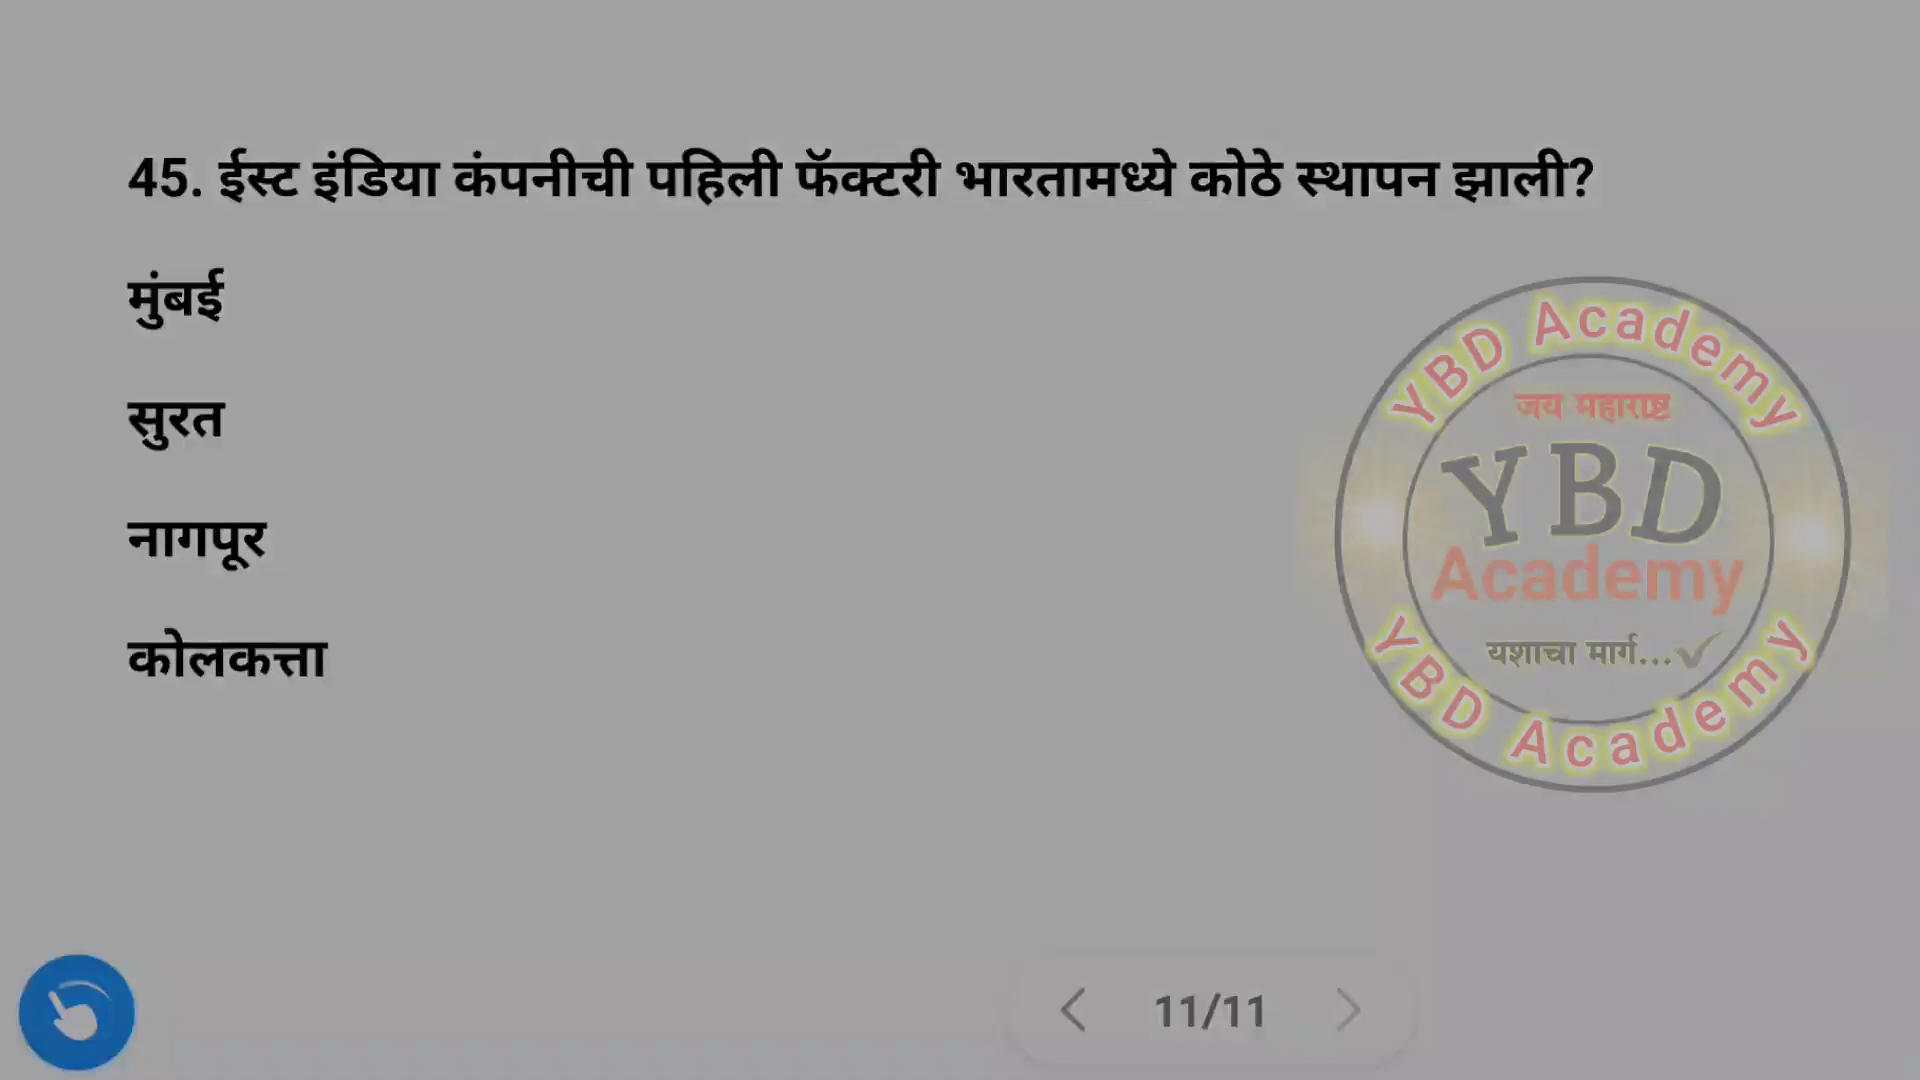 45. ईस्ट इंडिया कंपनीची पहिली फॅक्टरी भारतामध्ये कोठे स्थापन झाली?
मुंबई
सुरत
नागपूर
कोलकत्ता
YBD Academy
जय महाराष्ट्र
YBD
Academy
यशाचा मार्ग...✓
YBD Academy
11/11